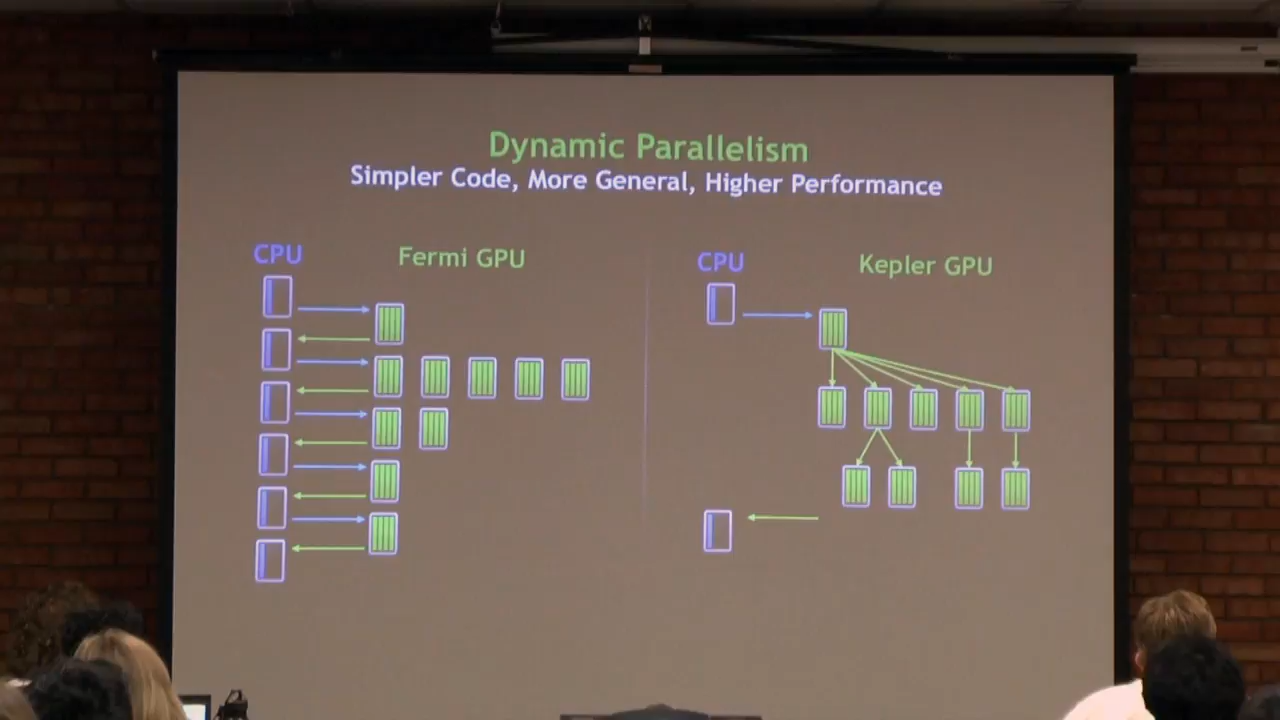 Dynamic Parallelism
Simpler Code, More General, Higher Performance
CPU
Fermi GPU
CPU
Kepler GPU